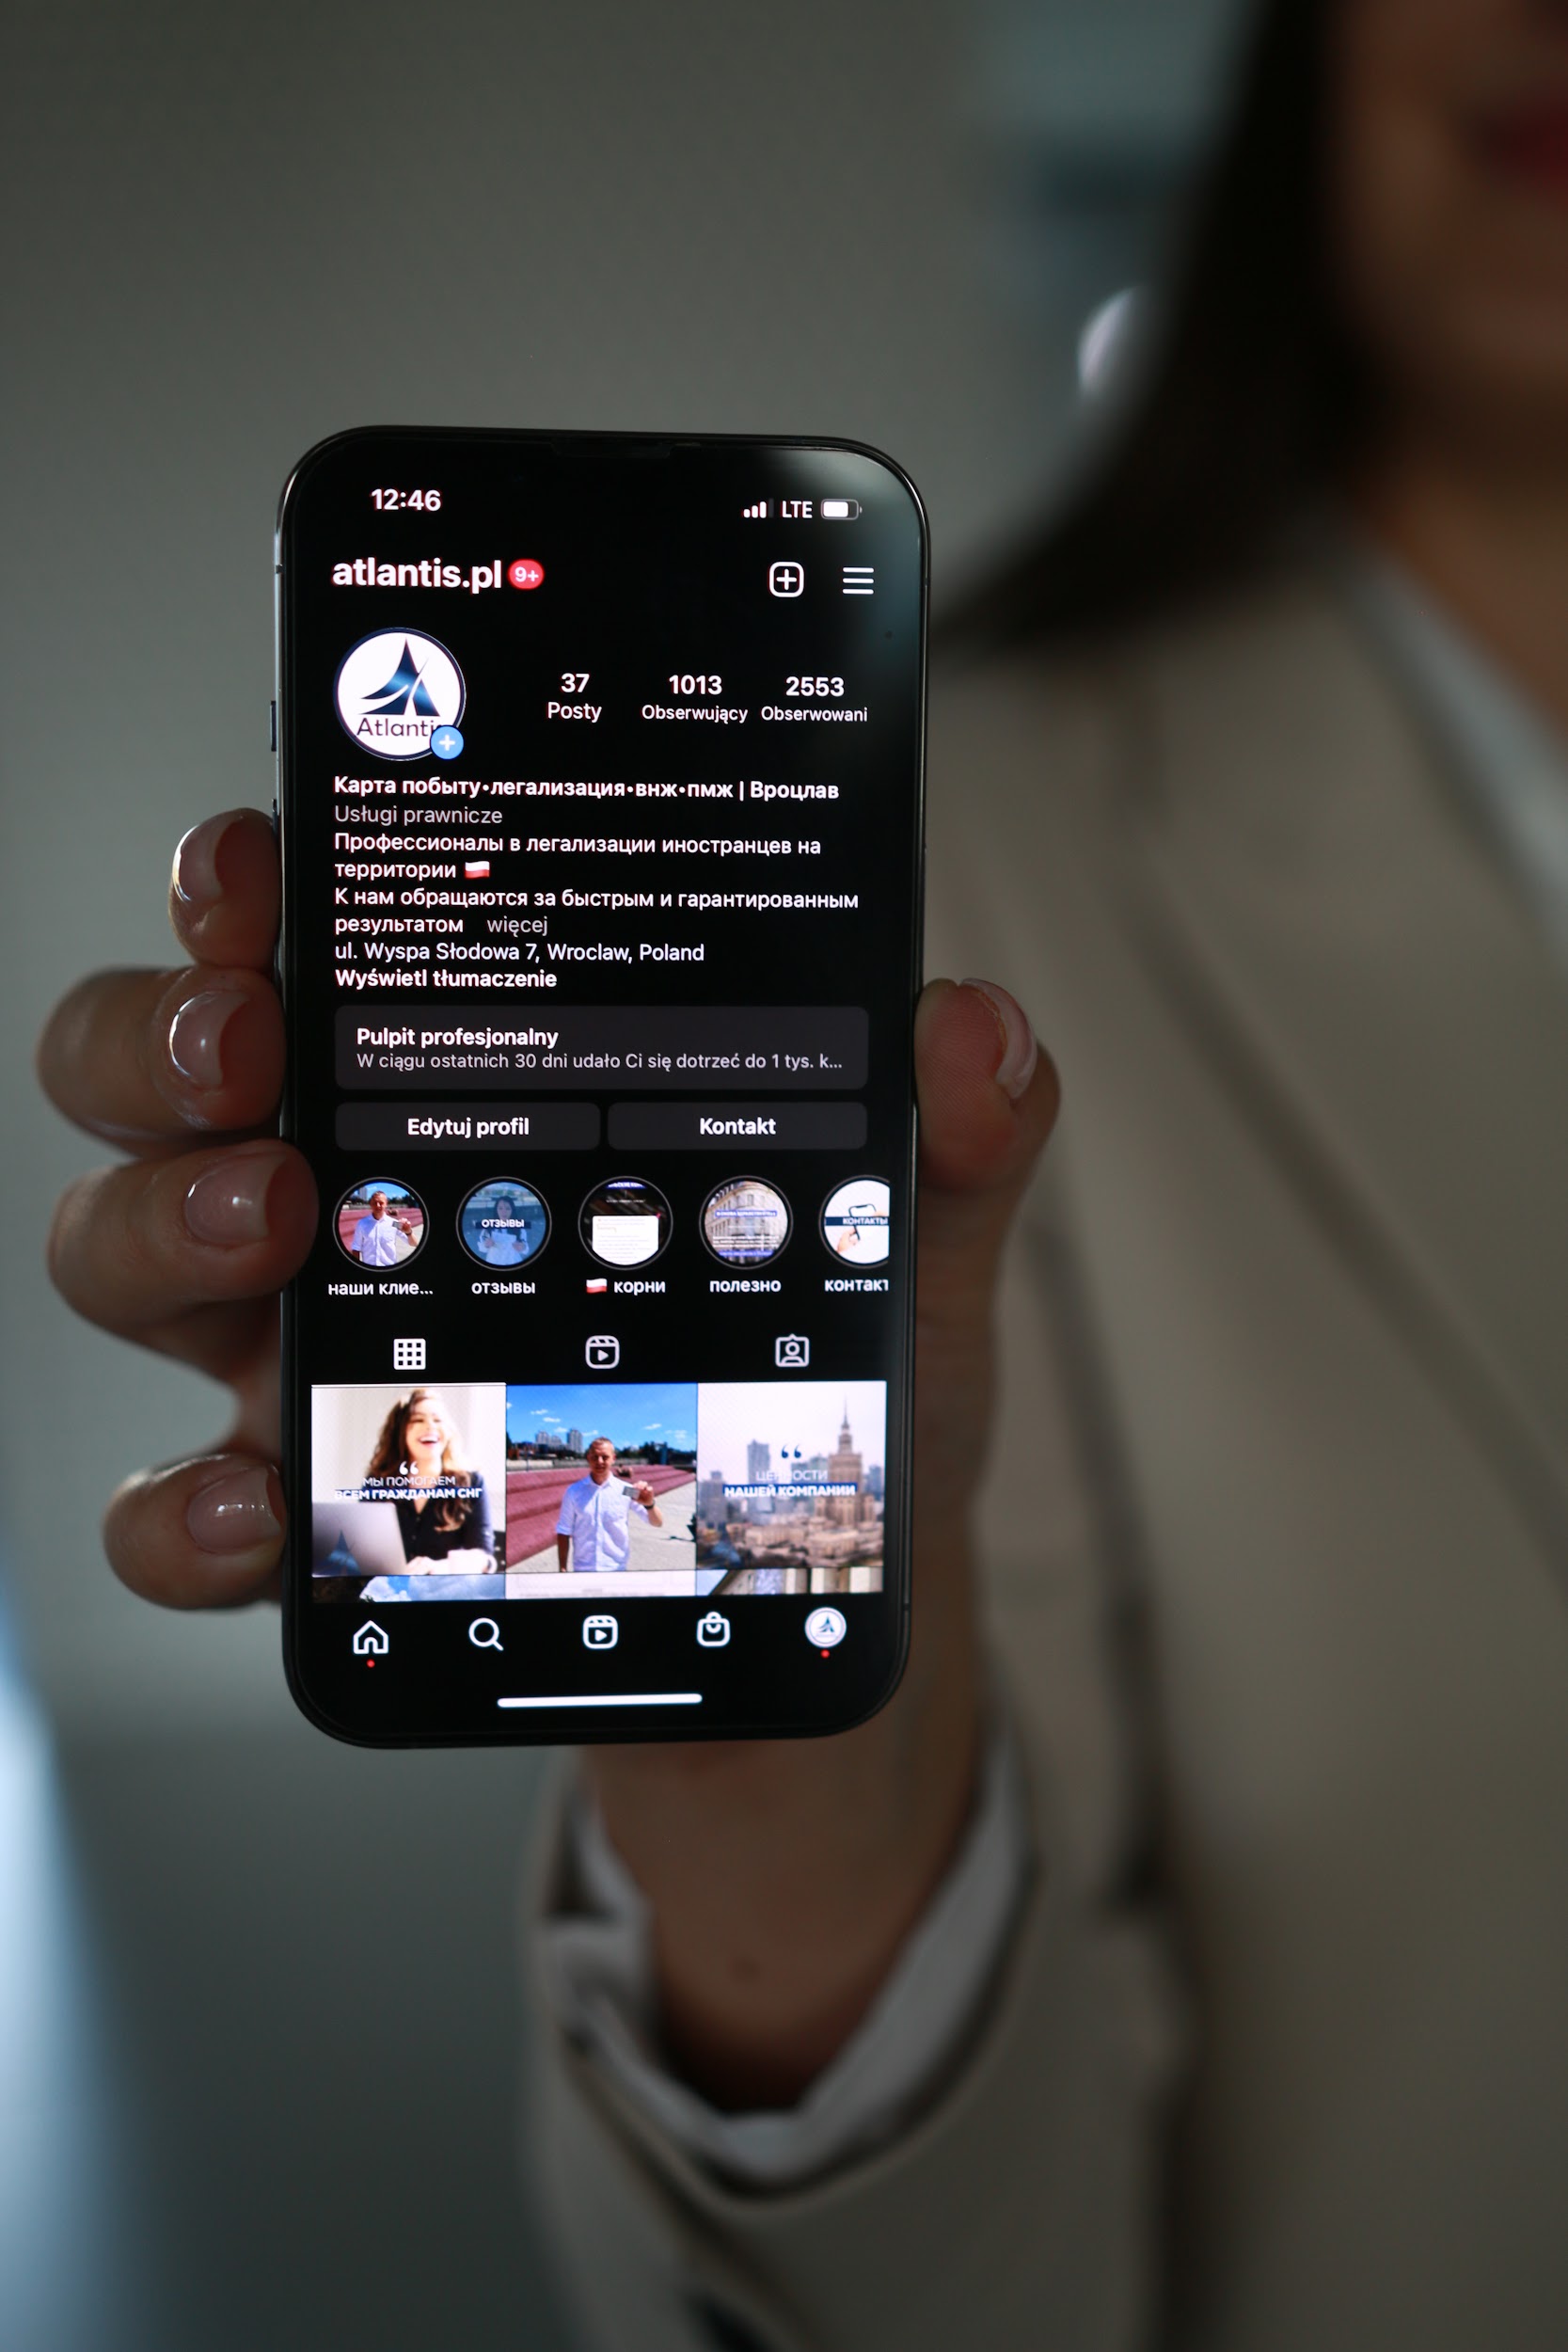 12:46 LTE
atlantis.pl 9+
Atlantis
37 1013 2553
Posty Obserwujący Obserwowani
Карта побыту•легализация•внж•пмж | Вроцлав
Usługi prawnicze
Профессионалы в легализации иностранцев на
территории 🇵🇱
К нам обращаются за быстрым и гарантированным
результатом więcej
ul. Wyspa Słodowa 7, Wroclaw, Poland
Wyświetl tłumaczenie
Pulpit profesjonalny
W ciągu ostatnich 30 dni udało Ci się dotrzeć do 1 tys. k...
Edytuj profil Kontakt
ОТЗЫВЫ
КОНТАКТЫ
наши клие... отзывы 🇵🇱 корни полезно контакт
МЫ ПОМОГАЕМ
ВСЕМ ГРАЖДАНАМ СНГ
ЦЕННОСТИ
НАШЕЙ КОМПАНИИ